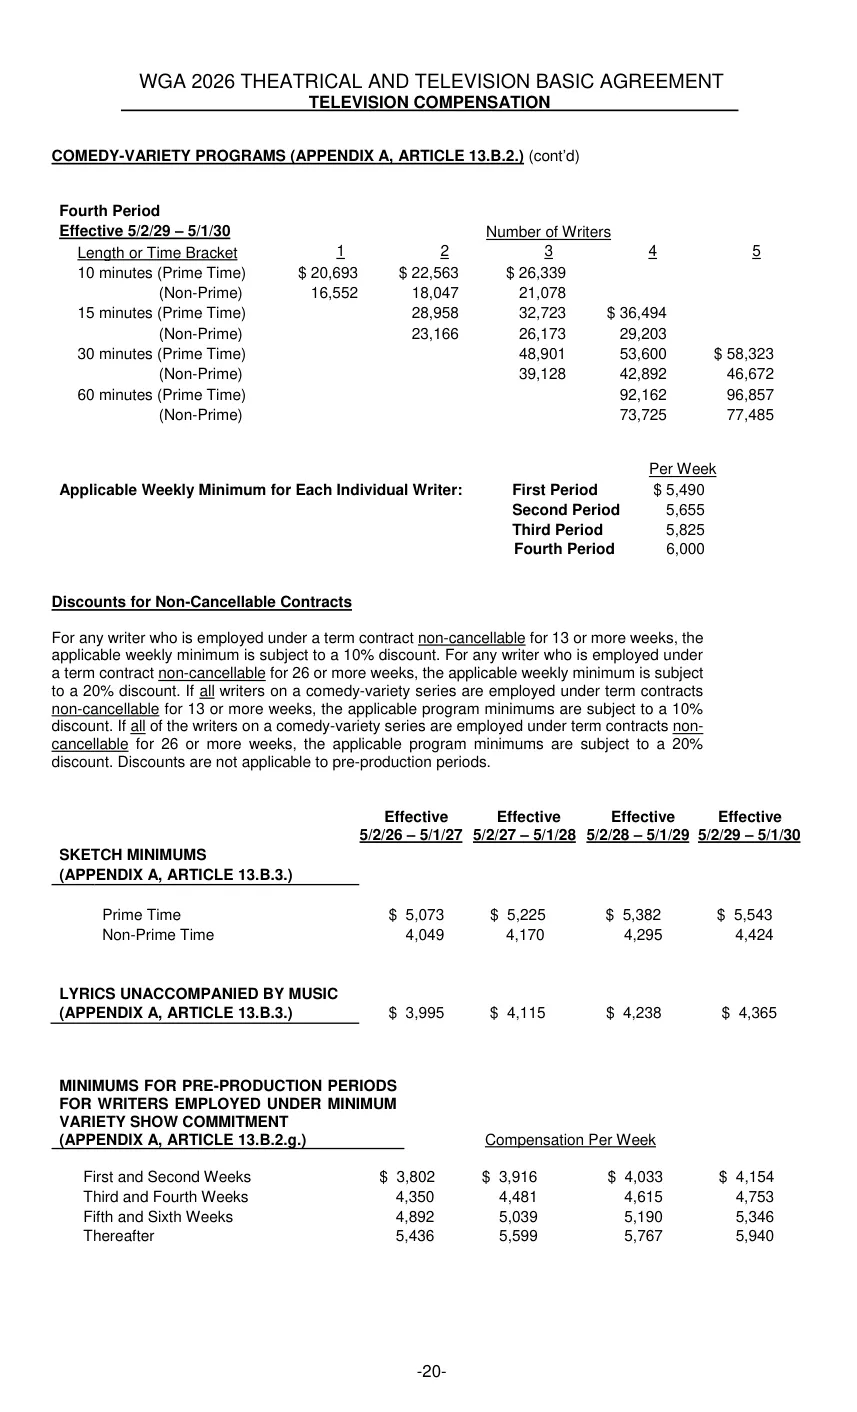 WGA 2026 THEATRICAL AND TELEVISION BASIC AGREEMENT
TELEVISION COMPENSATION
COMEDY-VARIETY PROGRAMS (APPENDIX A, ARTICLE 13.B.2.) (cont'd)
Fourth Period
Effective 5/2/29 – 5/1/30 Number of Writers
Length or Time Bracket 1 2 3 4 5
10 minutes (Prime Time) $ 20,693 $ 22,563 $ 26,339
(Non-Prime) 16,552 18,047 21,078
15 minutes (Prime Time) 28,958 32,723 $ 36,494
(Non-Prime) 23,166 26,173 29,203
30 minutes (Prime Time) 48,901 53,600 $ 58,323
(Non-Prime) 39,128 42,892 46,672
60 minutes (Prime Time) 92,162 96,857
(Non-Prime) 73,725 77,485
Per Week
Applicable Weekly Minimum for Each Individual Writer: First Period $ 5,490
Second Period 5,655
Third Period 5,825
Fourth Period 6,000
Discounts for Non-Cancellable Contracts
For any writer who is employed under a term contract non-cancellable for 13 or more weeks, the
applicable weekly minimum is subject to a 10% discount. For any writer who is employed under
a term contract non-cancellable for 26 or more weeks, the applicable weekly minimum is subject
to a 20% discount. If all writers on a comedy-variety series are employed under term contracts
non-cancellable for 13 or more weeks, the applicable program minimums are subject to a 10%
discount. If all of the writers on a comedy-variety series are employed under term contracts non-
cancellable for 26 or more weeks, the applicable program minimums are subject to a 20%
discount. Discounts are not applicable to pre-production periods.
Effective Effective Effective Effective
5/2/26 – 5/1/27 5/2/27 – 5/1/28 5/2/28 – 5/1/29 5/2/29 – 5/1/30
SKETCH MINIMUMS
(APPENDIX A, ARTICLE 13.B.3.)
Prime Time $ 5,073 $ 5,225 $ 5,382 $ 5,543
Non-Prime Time 4,049 4,170 4,295 4,424
LYRICS UNACCOMPANIED BY MUSIC
(APPENDIX A, ARTICLE 13.B.3.) $ 3,995 $ 4,115 $ 4,238 $ 4,365
MINIMUMS FOR PRE-PRODUCTION PERIODS
FOR WRITERS EMPLOYED UNDER MINIMUM
VARIETY SHOW COMMITMENT
(APPENDIX A, ARTICLE 13.B.2.g.) Compensation Per Week
First and Second Weeks $ 3,802 $ 3,916 $ 4,033 $ 4,154
Third and Fourth Weeks 4,350 4,481 4,615 4,753
Fifth and Sixth Weeks 4,892 5,039 5,190 5,346
Thereafter 5,436 5,599 5,767 5,940
-20-